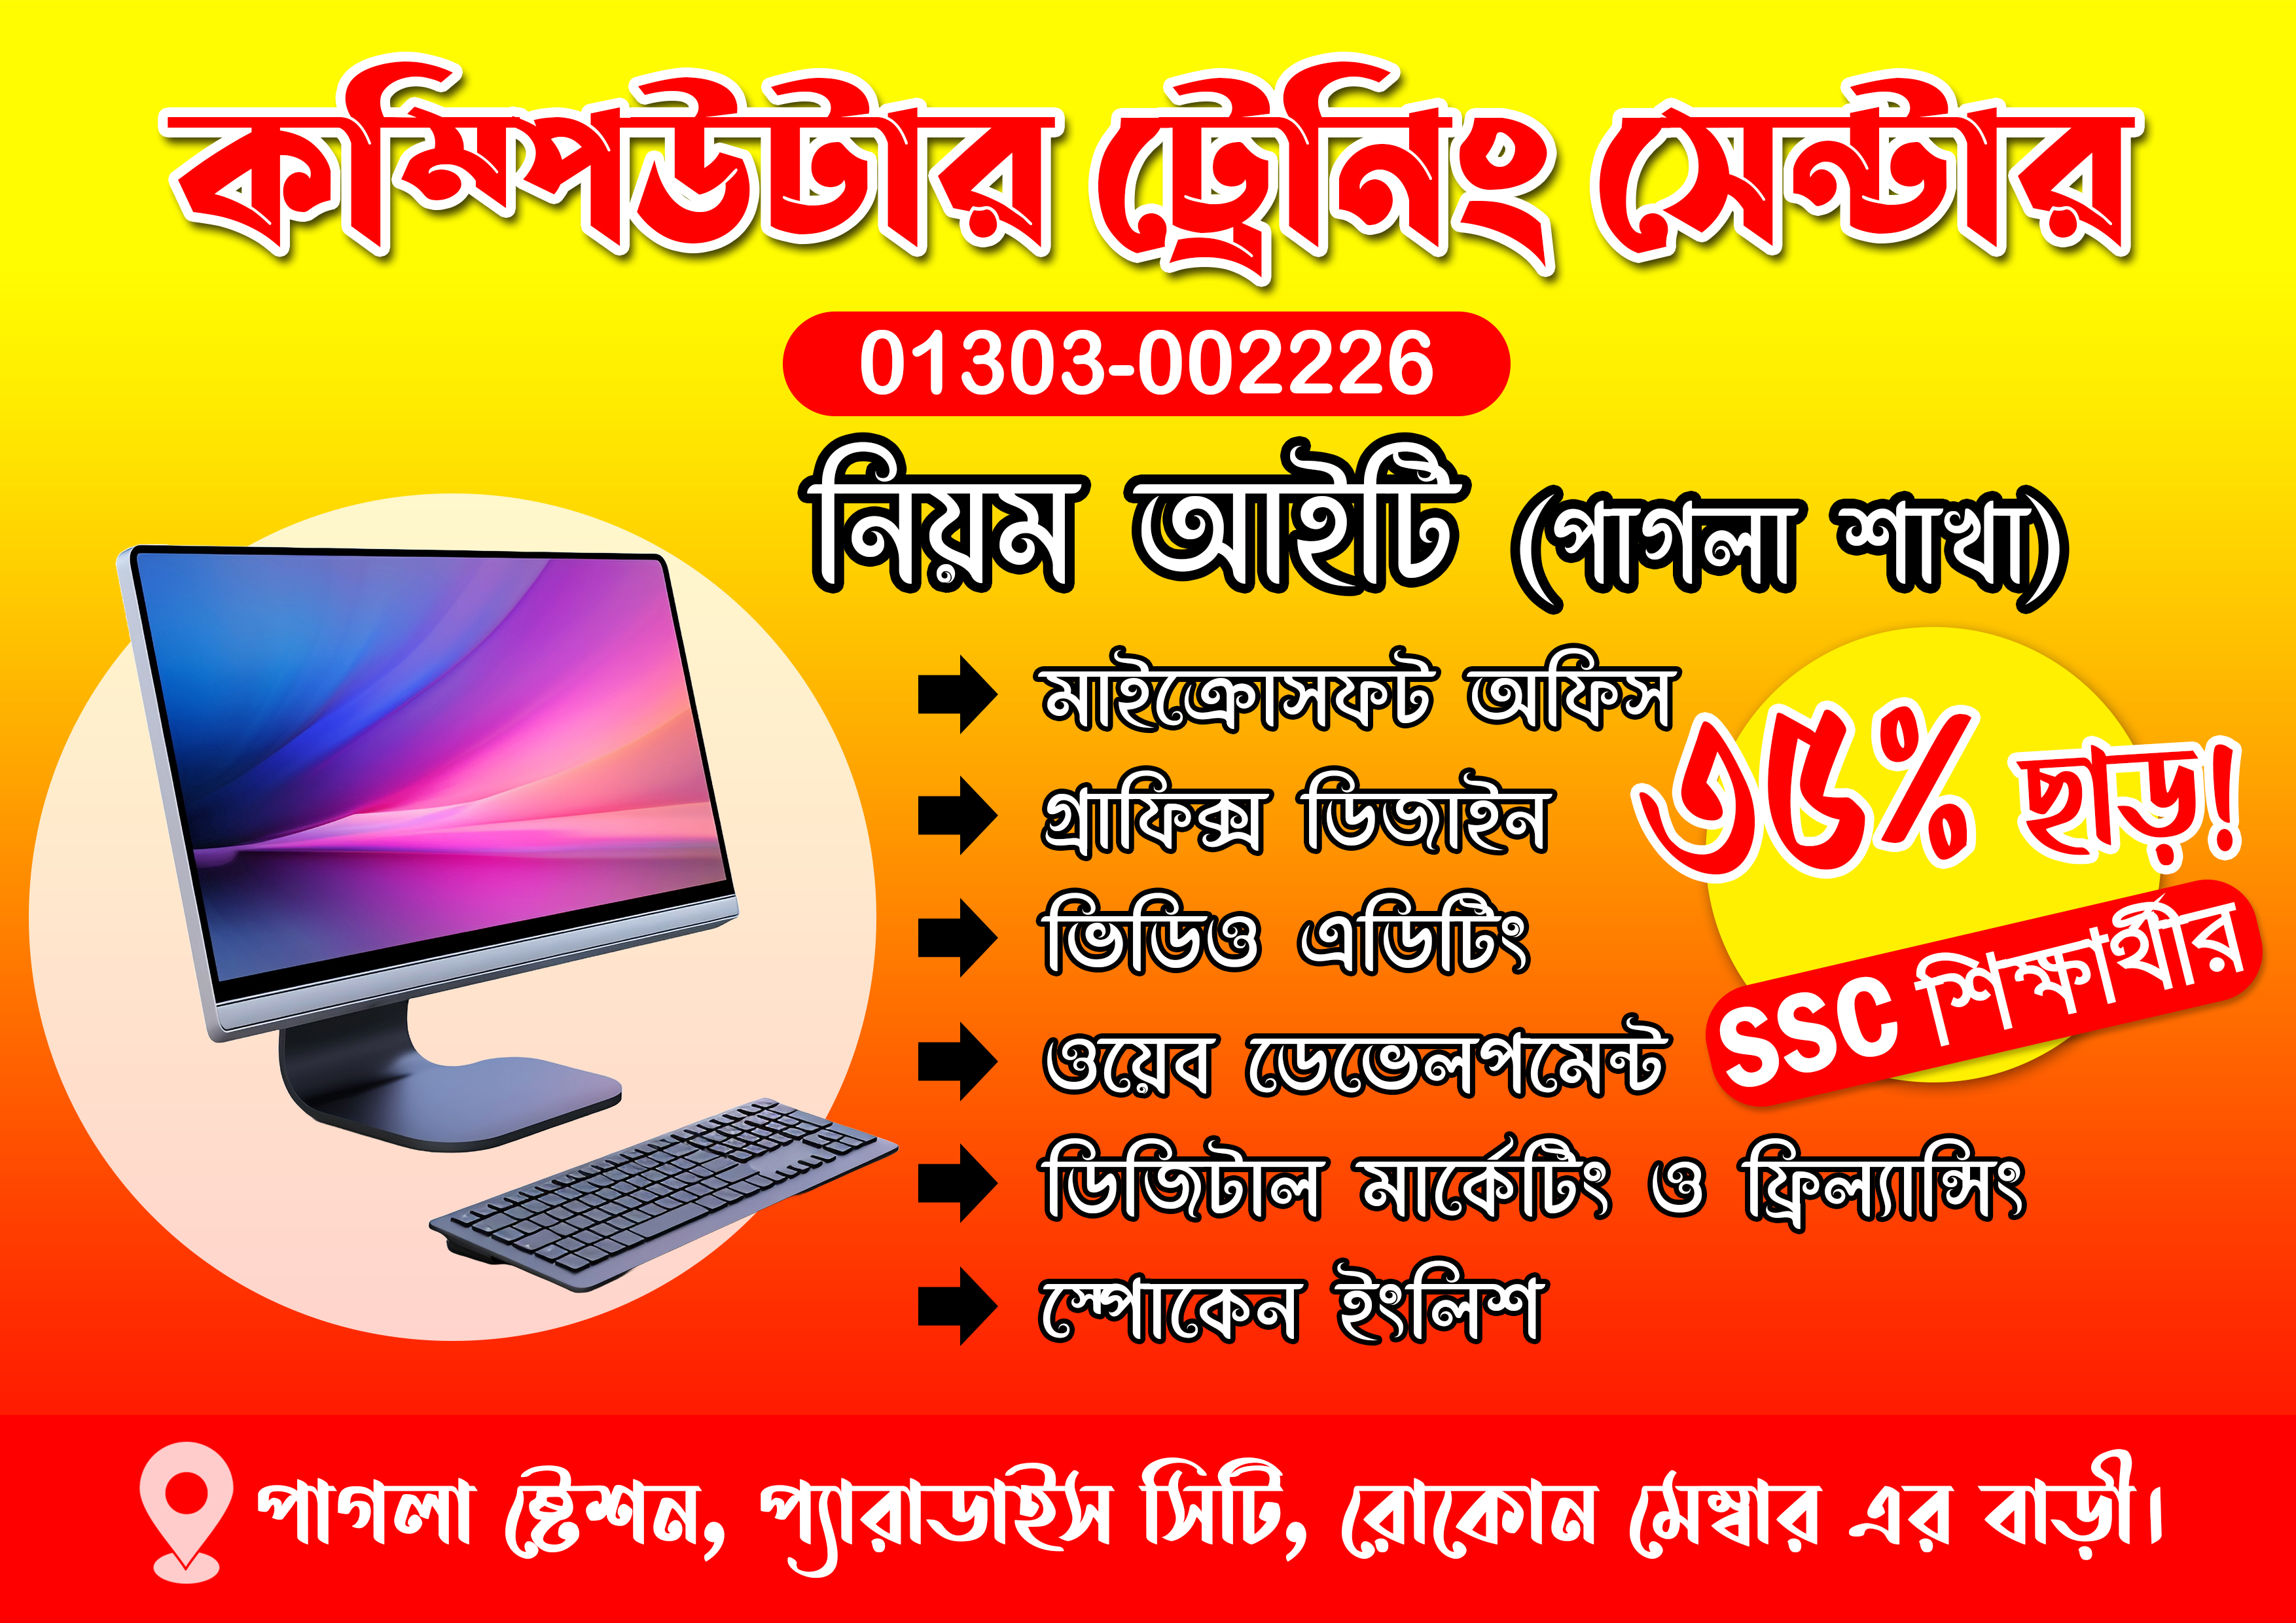 কম্পিউটার ট্রেনিং সেন্টার
01303-002226
নিয়ম আইটি (পাগলা শাখা)
মাইক্রোসফট অফিস
গ্রাফিক্স ডিজাইন
ভিডিও এডিটিং
ওয়েব ডেভেলপমেন্ট
ডিজিটাল মার্কেটিং ও ফ্রিল্যান্সিং
স্পোকেন ইংলিশ
৩৫% ছাড়!
SSC শিক্ষার্থীর
পাগলা ষ্টেশন, প্যারাডাইস সিটি, রোকোন মেম্বার এর বাড়ী।